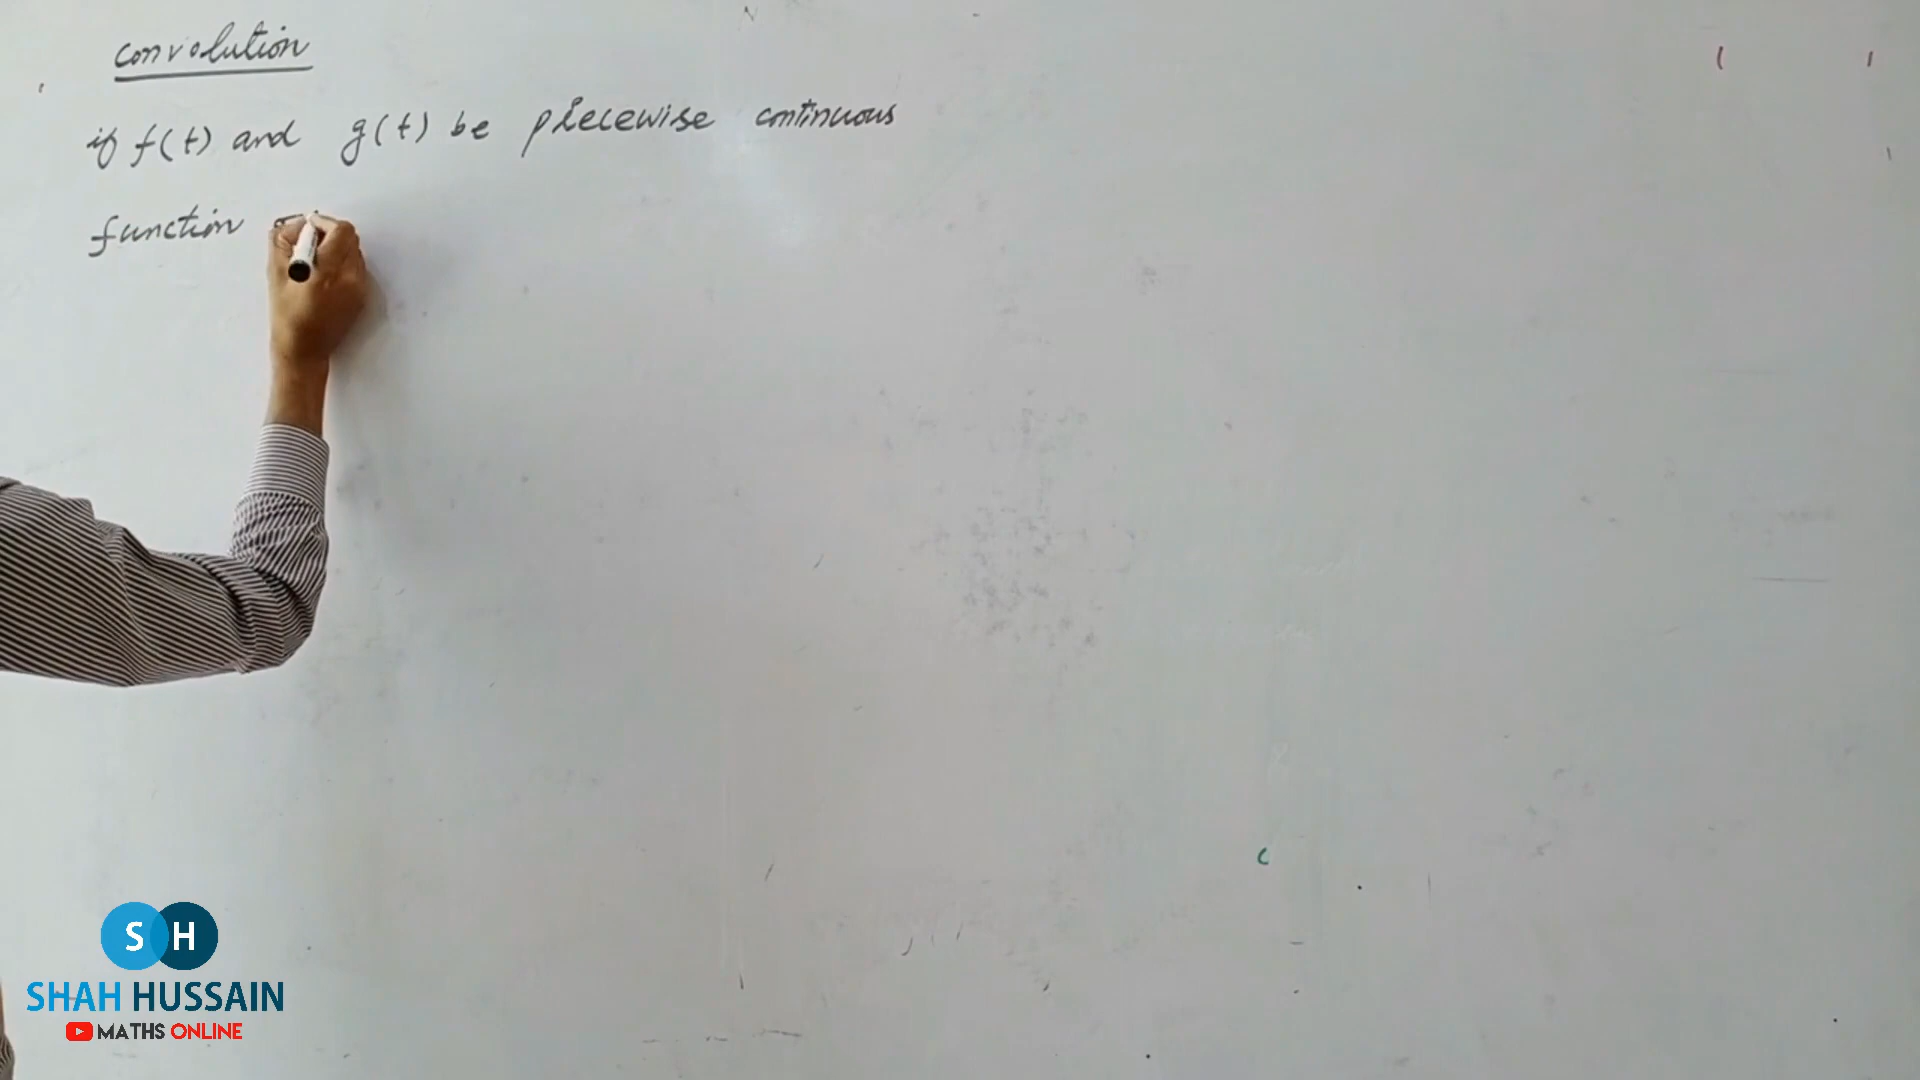 convolution
if f(t) and g(t) be piecewise continuous
function
S H
SHAH HUSSAIN
MATHS ONLINE